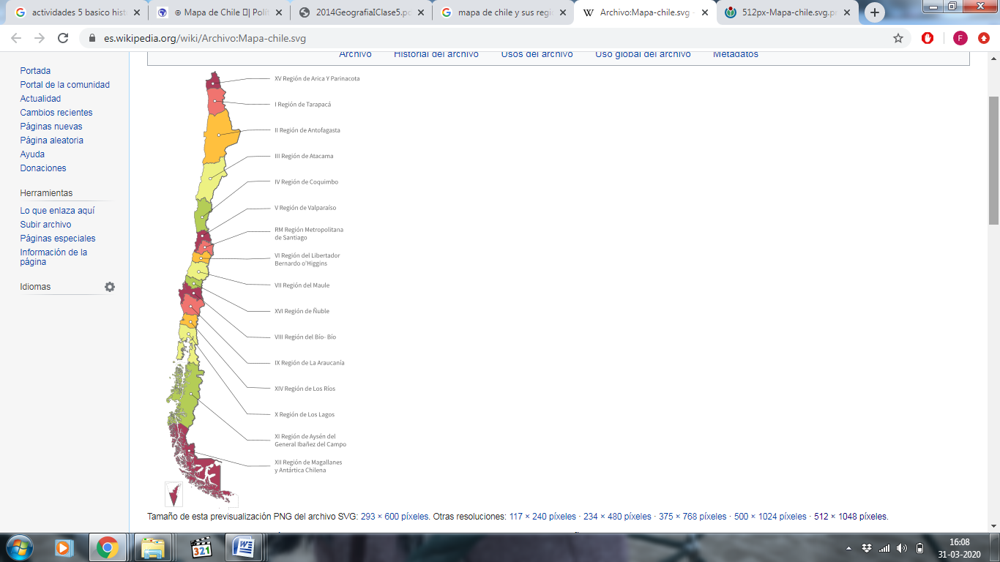 actividades 5 basico hist
Mapa de Chile
Polí
2014GeografiaIClase5.pc
mapa de chile y sus regi
Archivo:Mapa-chile.svg -
512px-Mapa-chile.svg.p
es.wikipedia.org/wiki/Archivo:Mapa-chile.svg
F
Archivo Historial del archivo Usos del archivo Uso global del archivo Metadatos
Portada
Portal de la comunidad
Actualidad
Cambios recientes
Páginas nuevas
Página aleatoria
Ayuda
Donaciones
Herramientas
Lo que enlaza aquí
Subir archivo
Páginas especiales
Información de la
página
Idiomas
XV Región de Arica Y Parinacota
I Región de Tarapacá
II Región de Antofagasta
III Región de Atacama
IV Región de Coquimbo
V Región de Valparaíso
RM Región Metropolitana
de Santiago
VI Región del Libertador
Bernardo o'Higgins
VII Región del Maule
XVI Región de Ñuble
VIII Región del Bío- Bío
IX Región de La Araucanía
XIV Región de Los Ríos
X Región de Los Lagos
XI Región de Aysén del
General Ibañez del Campo
XII Región de Magallanes
y Antártica Chilena
Tamaño de esta previsualización PNG del archivo SVG: 293 × 600 píxeles. Otras resoluciones: 117 × 240 píxeles · 234 × 480 píxeles · 375 × 768 píxeles · 500 × 1024 píxeles · 512 × 1048 píxeles.
321
16:08
31-03-2020